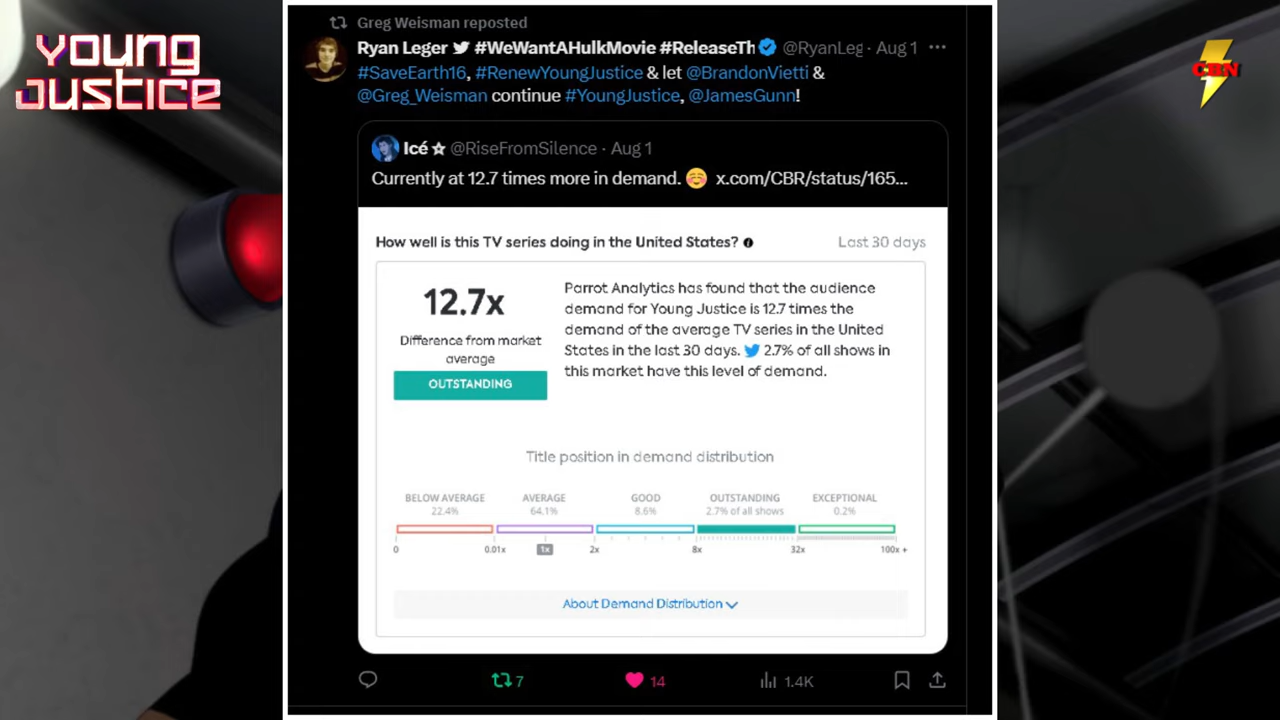 YOUNG
JUSTICE
CBN
Greg Weisman reposted
Ryan Leger #WeWantAHulkMovie #ReleaseTh @RyanLeg · Aug 1 ···
#SaveEarth16, #RenewYoungJustice & let @BrandonVietti &
@Greg_Weisman continue #YoungJustice, @JamesGunn!
Icé ☆ @RiseFromSilence · Aug 1
Currently at 12.7 times more in demand. ☺️ x.com/CBR/status/165...
How well is this TV series doing in the United States? i
Last 30 days
12.7x
Difference from market
average
OUTSTANDING
Parrot Analytics has found that the audience
demand for Young Justice is 12.7 times the
demand of the average TV series in the United
States in the last 30 days. 2.7% of all shows in
this market have this level of demand.
Title position in demand distribution
BELOW AVERAGE
22.4%
AVERAGE
64.1%
GOOD
8.6%
OUTSTANDING
2.7% of all shows
EXCEPTIONAL
0.2%
0 0.01x 1x 2x 8x 32x 100x +
About Demand Distribution
7 14 1.4K